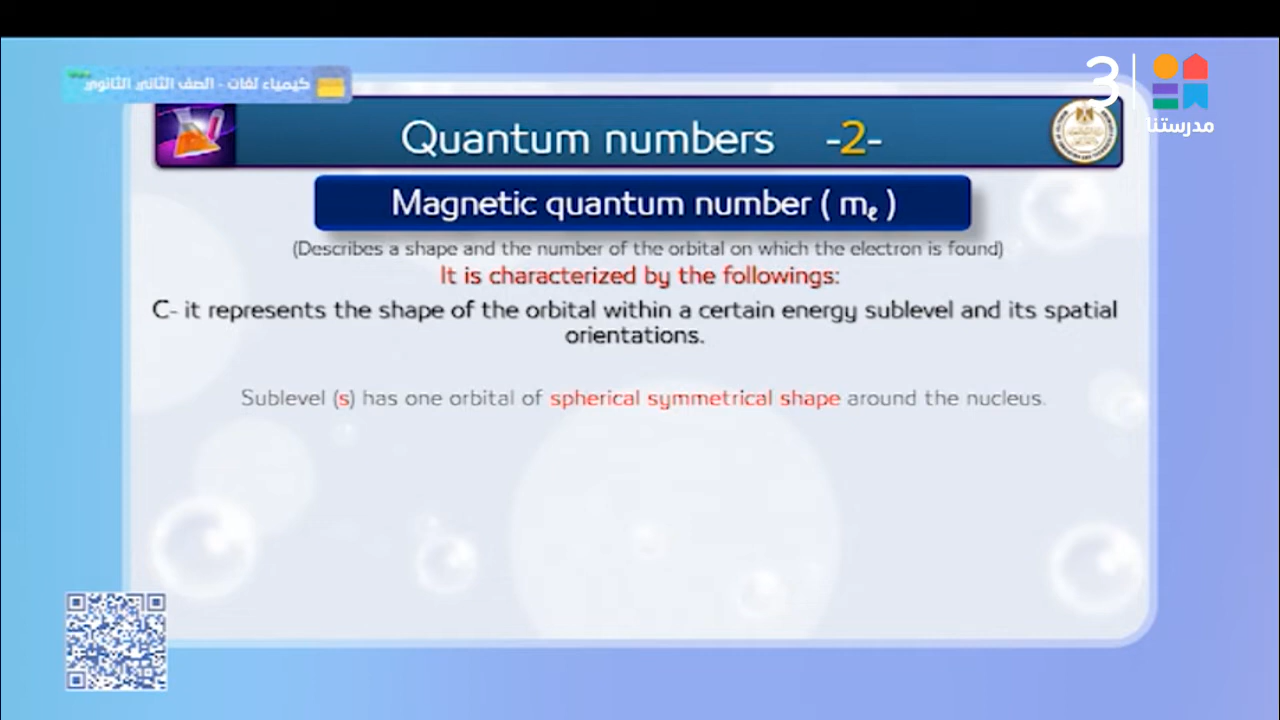 3
مدرستنا
كيمياء لغات - الصف الثاني الثانوي
Quantum numbers -2-
Magnetic quantum number ( mℓ )
(Describes a shape and the number of the orbital on which the electron is found)
It is characterized by the followings:
C- it represents the shape of the orbital within a certain energy sublevel and its spatial
orientations.
Sublevel (s) has one orbital of spherical symmetrical shape around the nucleus.